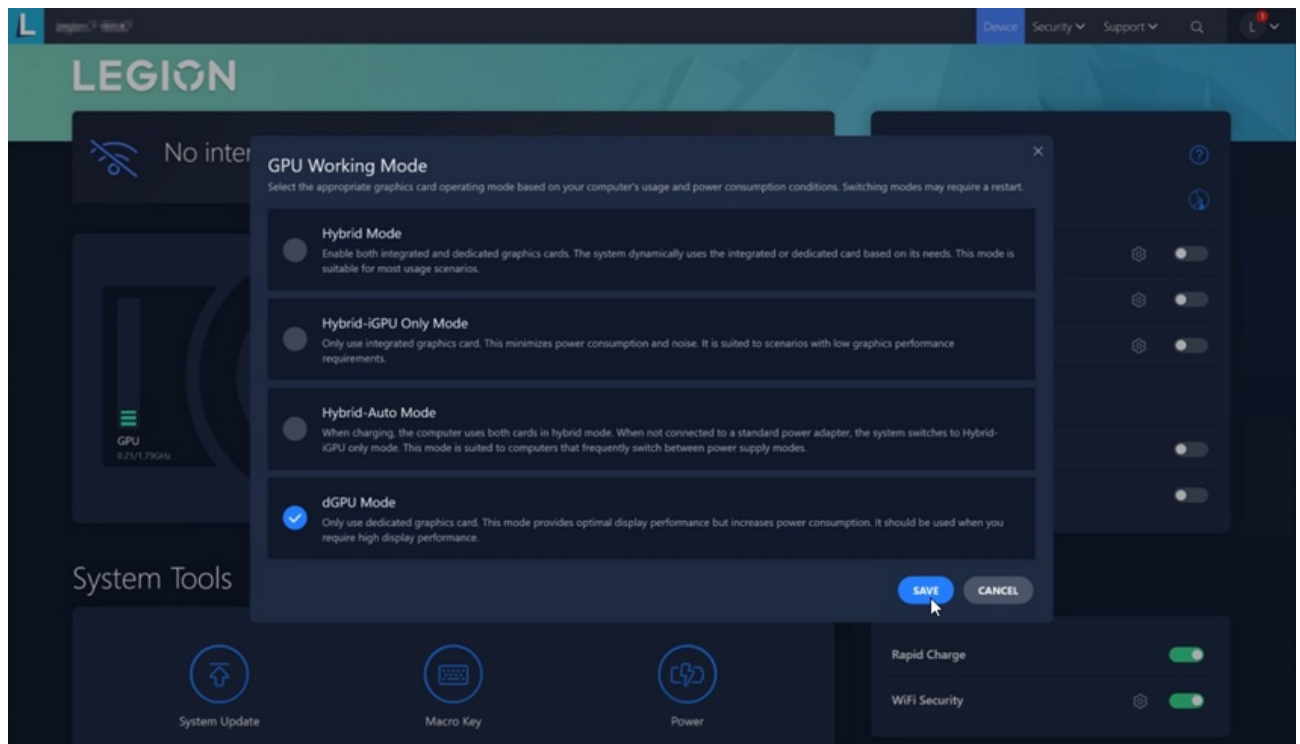 L
Device
Security
Support
L
1
LEGION
No inter
GPU Working Mode
Select the appropriate graphics card operating mode based on your computer's usage and power consumption conditions. Switching modes may require a restart.
Hybrid Mode
Enable both integrated and dedicated graphics cards. The system dynamically uses the integrated or dedicated card based on its needs. This mode is
suitable for most usage scenarios.
Hybrid-iGPU Only Mode
Only use integrated graphics card. This minimizes power consumption and noise. It is suited to scenarios with low graphics performance
requirements.
Hybrid-Auto Mode
When charging, the computer uses both cards in hybrid mode. When not connected to a standard power adapter, the system switches to Hybrid-
iGPU only mode. This mode is suited to computers that frequently switch between power supply modes.
dGPU Mode
Only use dedicated graphics card. This mode provides optimal display performance but increases power consumption. It should be used when you
require high display performance.
SAVE
CANCEL
GPU
0.21/1.79GHz
System Tools
System Update
Macro Key
Power
Rapid Charge
WiFi Security